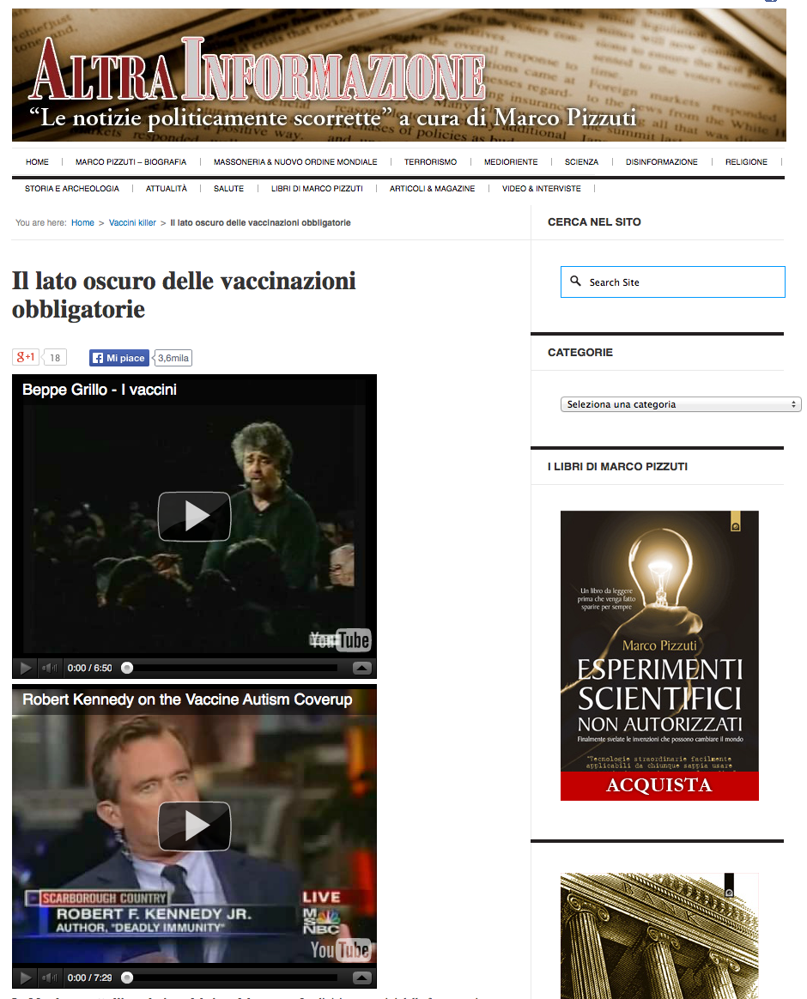 ALTRA INFORMAZIONE
“Le notizie politicamente scorrette” a cura di Marco Pizzuti
HOME | MARCO PIZZUTI – BIOGRAFIA | MASSONERIA & NUOVO ORDINE MONDIALE | TERRORISMO | MEDIORIENTE | SCIENZA | DISINFORMAZIONE | RELIGIONE |
STORIA E ARCHEOLOGIA | ATTUALITÀ | SALUTE | LIBRI DI MARCO PIZZUTI | ARTICOLI & MAGAZINE | VIDEO & INTERVISTE |
You are here: Home > Vaccini killer > Il lato oscuro delle vaccinazioni obbligatorie
Il lato oscuro delle vaccinazioni
obbligatorie
g+1 18 Mi piace 3,6mila
Beppe Grillo - I vaccini
YouTube
0:00 / 6:50
Robert Kennedy on the Vaccine Autism Coverup
SCARBOROUGH COUNTRY
ROBERT F. KENNEDY JR.
AUTHOR, "DEADLY IMMUNITY"
LIVE
MSNBC
YouTube
0:00 / 7:29
CERCA NEL SITO
Search Site
CATEGORIE
Seleziona una categoria
I LIBRI DI MARCO PIZZUTI
Un libro da leggere
prima che venga fatto
sparire per sempre
Marco Pizzuti
ESPERIMENTI
SCIENTIFICI
NON AUTORIZZATI
Finalmente svelate le invenzioni che possono cambiare il mondo
"Tecnologie straordinarie facilmente
applicabili da chiunque sappia usare
ACQUISTA